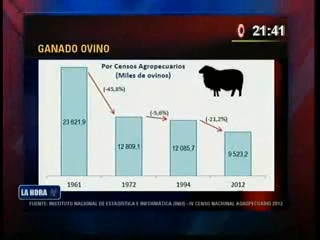 21:41
GANADO OVINO
Por Censos Agropecuarios
(Miles de ovinos)
(-45,8%)
(-5,6%)
(-21,2%)
23 621,9
12 809,1
12 085,7
9 523,2
1961
1972
1994
2012
LA HORA N
FUENTE: INSTITUTO NACIONAL DE ESTADÍSTICA E INFORMÁTICA (INEI) - IV CENSO NACIONAL AGROPECUARIO 2012